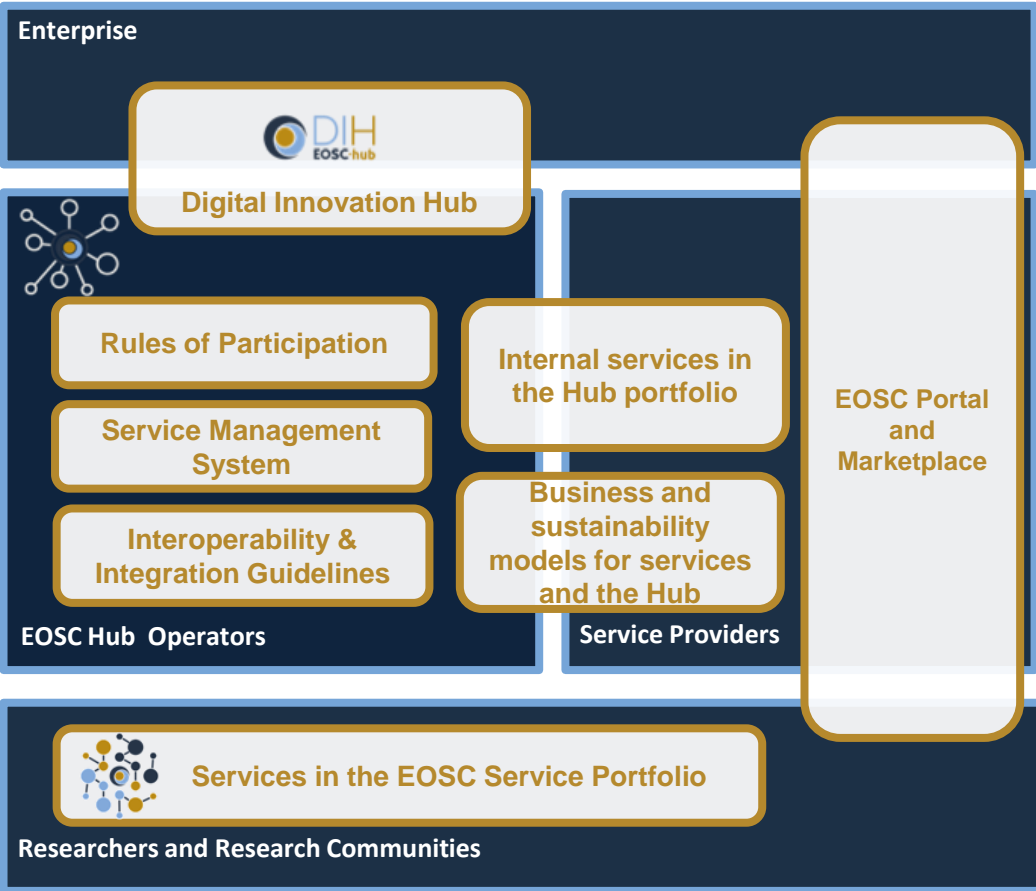 Enterprise
DIH
EOSC-hub
Digital Innovation Hub
Rules of Participation
Service Management
System
Interoperability &
Integration Guidelines
EOSC Hub  Operators
Internal services in
the Hub portfolio
Business and
sustainability
models for services
and the Hub
Service Providers
EOSC Portal
and
Marketplace
Services in the EOSC Service Portfolio
Researchers and Research Communities